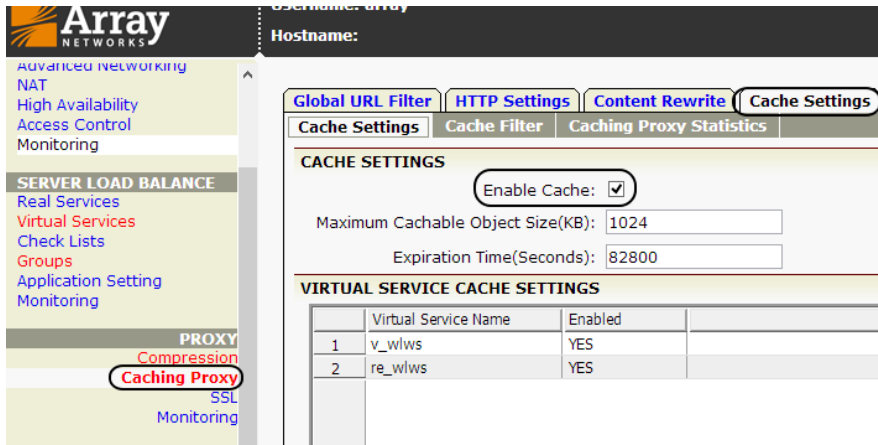 Array
NETWORKS
Username: array
Hostname:
Advanced Networking
NAT
High Availability
Access Control
Monitoring
SERVER LOAD BALANCE
Real Services
Virtual Services
Check Lists
Groups
Application Setting
Monitoring
PROXY
Compression
Caching Proxy
SSL
Monitoring
Global URL Filter HTTP Settings Content Rewrite Cache Settings
Cache Settings Cache Filter Caching Proxy Statistics
CACHE SETTINGS
Enable Cache:
Maximum Cachable Object Size(KB): 1024
Expiration Time(Seconds): 82800
VIRTUAL SERVICE CACHE SETTINGS
Virtual Service Name Enabled
1 v_wlws YES
2 re_wlws YES